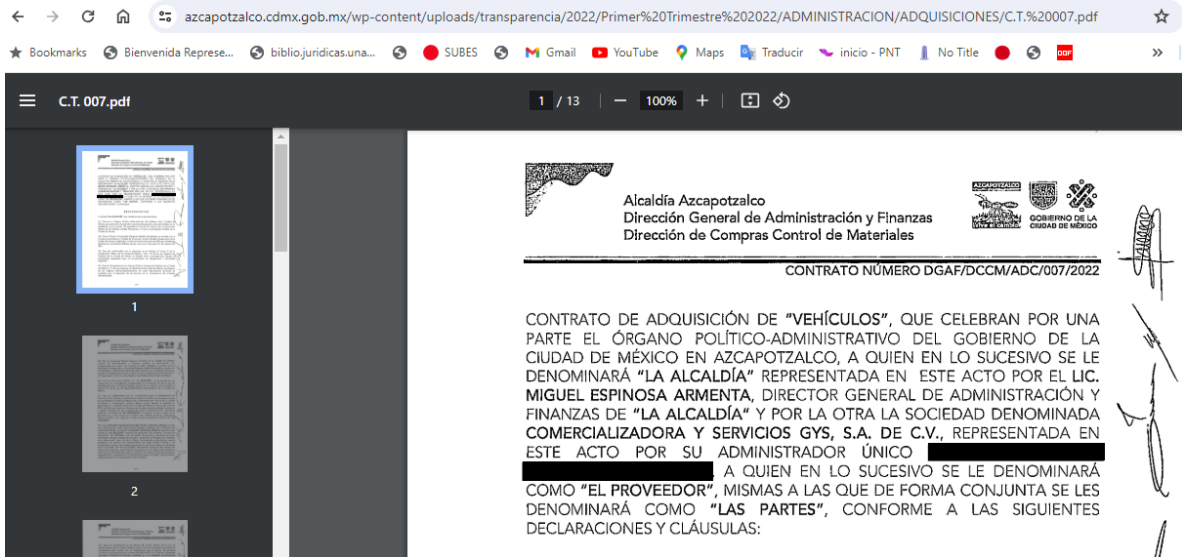 azcapotzalco.cdmx.gob.mx/wp-content/uploads/transparencia/2022/Primer%20Trimestre%202022/ADMINISTRACION/ADQUISICIONES/C.T.%20007.pdf
Bookmarks Bienvenida Represe... biblio.juridicas.una... SUBES Gmail YouTube Maps Traducir inicio - PNT No Title DOF »
C.T. 007.pdf 1 / 13 100%
1
2
Alcaldía Azcapotzalco
Dirección General de Administración y Finanzas
Dirección de Compras Control de Materiales
AZCAPOTZALCO
GOBIERNO DE LA
CIUDAD DE MÉXICO
CONTRATO NÚMERO DGAF/DCCM/ADC/007/2022
CONTRATO DE ADQUISICIÓN DE "VEHÍCULOS", QUE CELEBRAN POR UNA
PARTE EL ÓRGANO POLÍTICO-ADMINISTRATIVO DEL GOBIERNO DE LA
CIUDAD DE MÉXICO EN AZCAPOTZALCO, A QUIEN EN LO SUCESIVO SE LE
DENOMINARÁ "LA ALCALDÍA" REPRESENTADA EN ESTE ACTO POR EL LIC.
MIGUEL ESPINOSA ARMENTA, DIRECTOR GENERAL DE ADMINISTRACIÓN Y
FINANZAS DE "LA ALCALDÍA" Y POR LA OTRA LA SOCIEDAD DENOMINADA
COMERCIALIZADORA Y SERVICIOS GYS, S.A. DE C.V., REPRESENTADA EN
ESTE ACTO POR SU ADMINISTRADOR ÚNICO
A QUIEN EN LO SUCESIVO SE LE DENOMINARÁ
COMO "EL PROVEEDOR", MISMAS A LAS QUE DE FORMA CONJUNTA SE LES
DENOMINARÁ COMO "LAS PARTES", CONFORME A LAS SIGUIENTES
DECLARACIONES Y CLÁUSULAS: